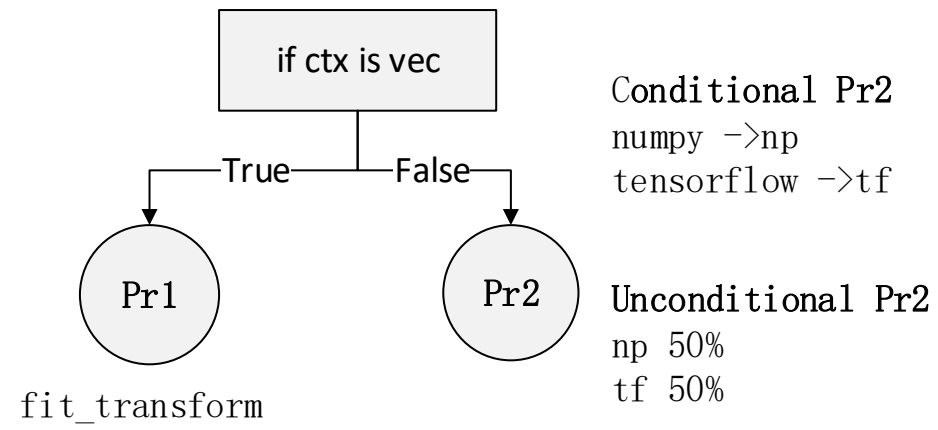 if ctx is vec
True
False
Pr1
Pr2
fit_transform
Conditional Pr2
numpy ->np
tensorflow ->tf
Unconditional Pr2
np 50%
tf 50%